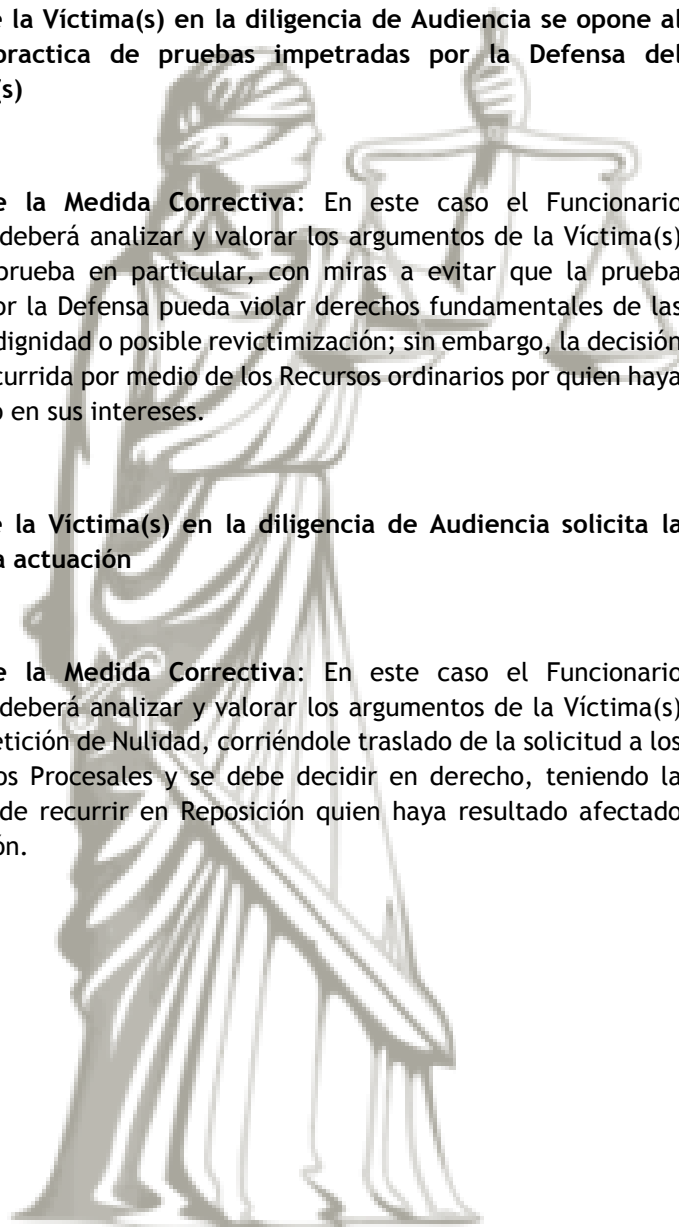 e la Víctima(s) en la diligencia de Audiencia se opone al
practica de pruebas impetradas por la Defensa del
(s)
e la Medida Correctiva: En este caso el Funcionario
deberá analizar y valorar los argumentos de la Víctima(s)
prueba en particular, con miras a evitar que la prueba
or la Defensa pueda violar derechos fundamentales de las
dignidad o posible revictimización; sin embargo, la decisión
currida por medio de los Recursos ordinarios por quien haya
o en sus intereses.
e la Víctima(s) en la diligencia de Audiencia solicita la
a actuación
e la Medida Correctiva: En este caso el Funcionario
deberá analizar y valorar los argumentos de la Víctima(s)
etición de Nulidad, corriéndole traslado de la solicitud a los
os Procesales y se debe decidir en derecho, teniendo la
de recurrir en Reposición quien haya resultado afectado
ón.